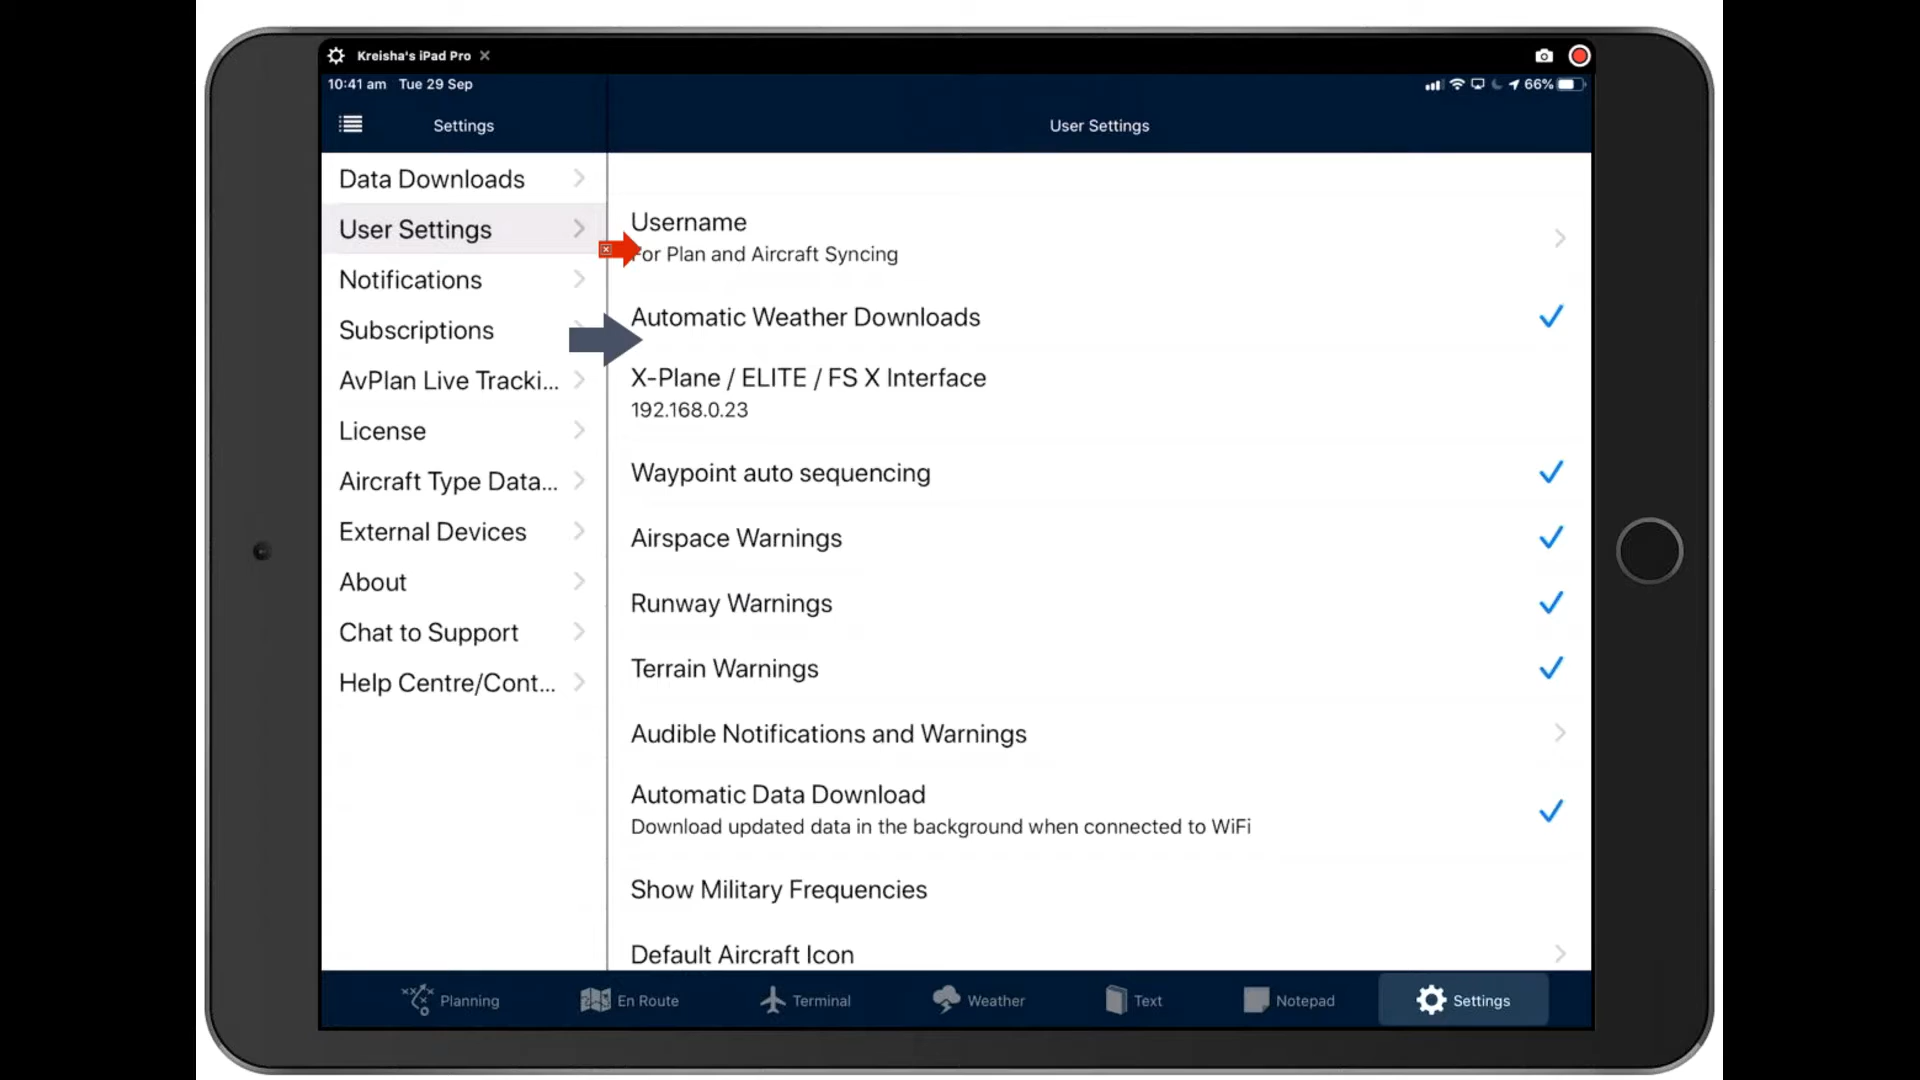 Kreisha's iPad Pro
10:41 am Tue 29 Sep
66%
Settings
User Settings
Data Downloads
User Settings
Notifications
Subscriptions
AvPlan Live Tracki...
License
Aircraft Type Data...
External Devices
About
Chat to Support
Help Centre/Cont...
Username
For Plan and Aircraft Syncing
Automatic Weather Downloads
X-Plane / ELITE / FS X Interface
192.168.0.23
Waypoint auto sequencing
Airspace Warnings
Runway Warnings
Terrain Warnings
Audible Notifications and Warnings
Automatic Data Download
Download updated data in the background when connected to WiFi
Show Military Frequencies
Default Aircraft Icon
Planning
En Route
Terminal
Weather
Text
Notepad
Settings